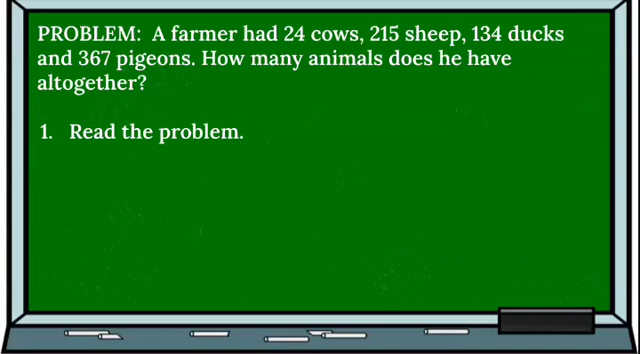 PROBLEM: A farmer had 24 cows, 215 sheep, 134 ducks
and 367 pigeons. How many animals does he have
altogether?
1. Read the problem.